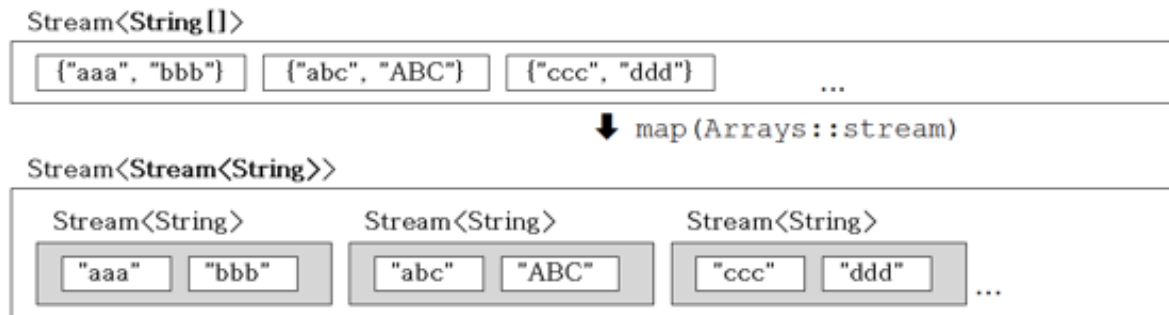 Stream<String[]>
{"aaa", "bbb"} {"abc", "ABC"} {"ccc", "ddd"} ...
⬇ map(Arrays::stream)
Stream<Stream<String>>
Stream<String> Stream<String> Stream<String>
"aaa" "bbb" "abc" "ABC" "ccc" "ddd" ...